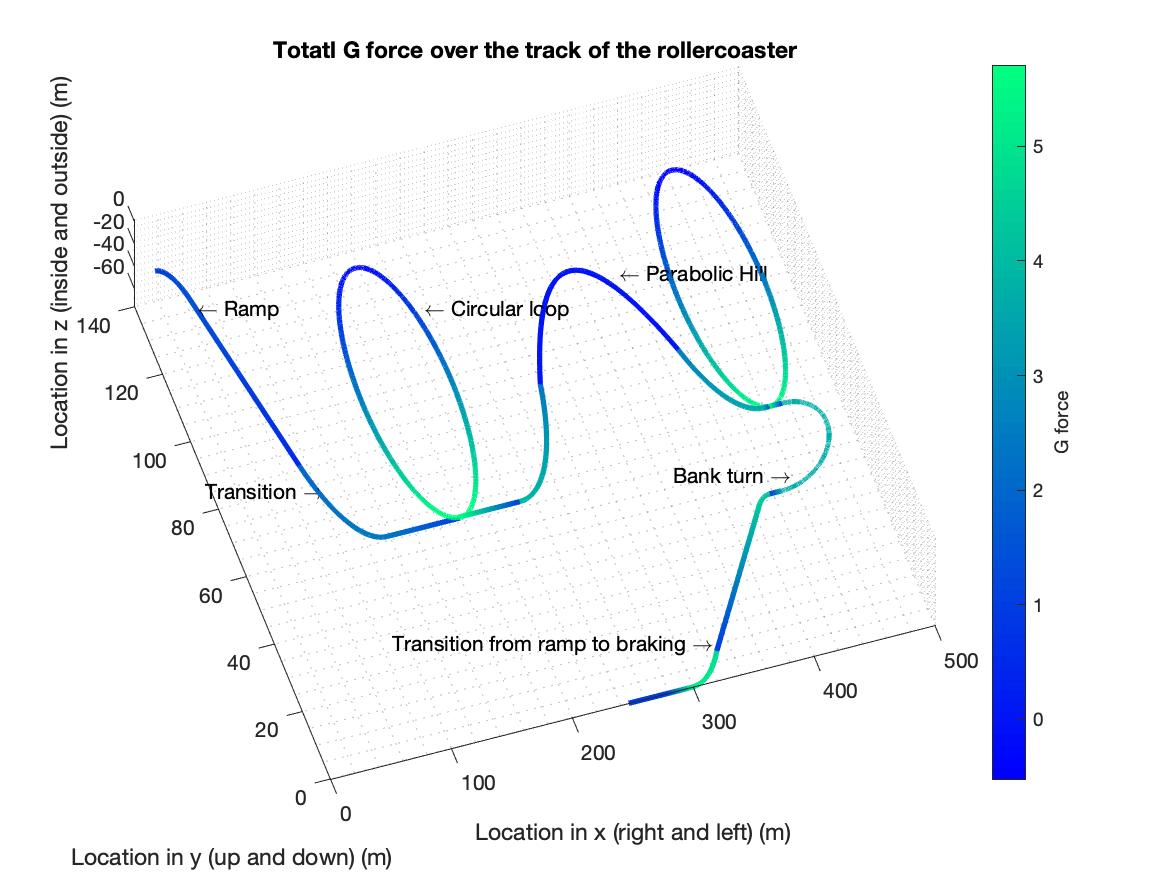 Totatl G force over the track of the rollercoaster
Location in z (inside and outside) (m)
0
-20
-40
-60
140
120
100
80
60
40
20
0
0
100
200
300
400
500
← Ramp
← Circular loop
← Parabolic Hill
Transition →
Bank turn →
Transition from ramp to braking →
Location in x (right and left) (m)
Location in y (up and down) (m)
5
4
3
2
1
0
G force